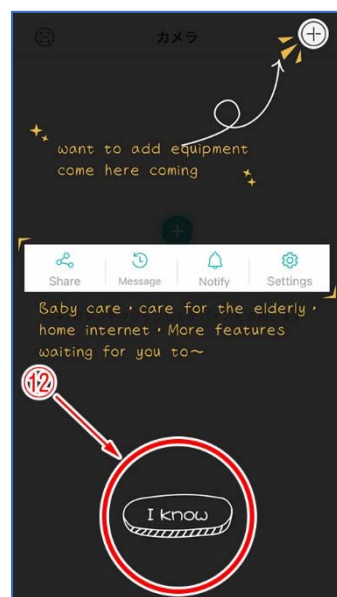 カメラ
want to add equipment
come here coming
Share Message Notify Settings
Baby care，care for the elderly，
home internet，More features
waiting for you to～
⑫
I know